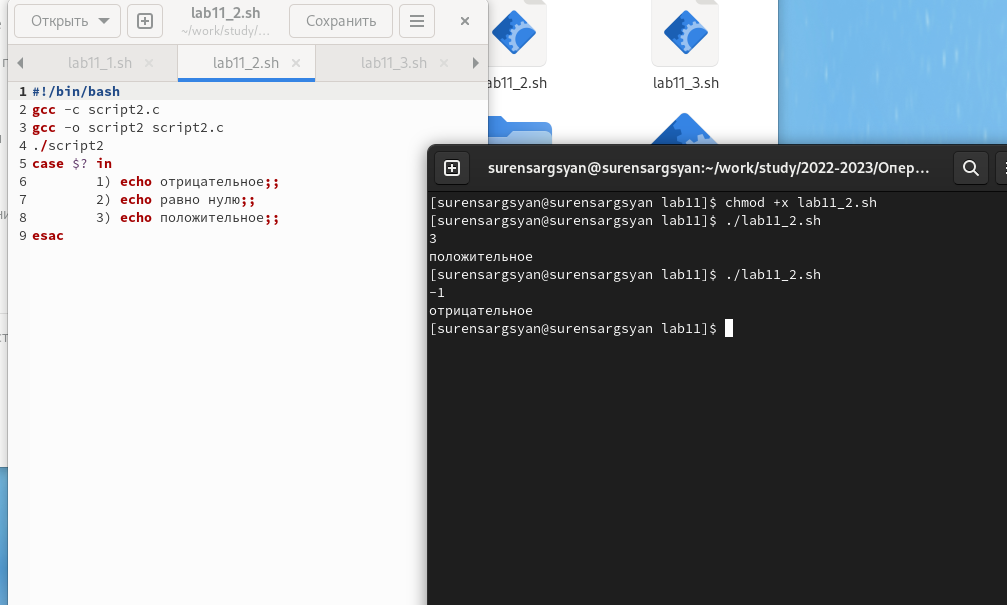 Открыть
lab11_2.sh
~/work/study/...
Сохранить
lab11_1.sh
lab11_2.sh
lab11_3.sh
1 #!/bin/bash
2 gcc -c script2.c
3 gcc -o script2 script2.c
4 ./script2
5 case $? in
6 1) echo отрицательное;;
7 2) echo равно нулю;;
8 3) echo положительное;;
9 esac
ab11_2.sh
lab11_3.sh
surensargsyan@surensargsyan:~/work/study/2022-2023/Опер...
[surensargsyan@surensargsyan lab11]$ chmod +x lab11_2.sh
[surensargsyan@surensargsyan lab11]$ ./lab11_2.sh
3
положительное
[surensargsyan@surensargsyan lab11]$ ./lab11_2.sh
-1
отрицательное
[surensargsyan@surensargsyan lab11]$